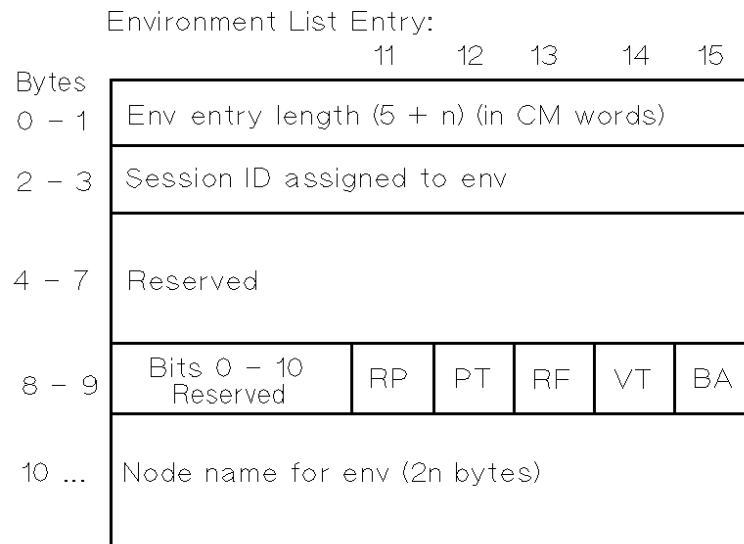 Environment List Entry:
11 12 13 14 15
Bytes
0 - 1 Env entry length (5 + n) (in CM words)
2 - 3 Session ID assigned to env
4 - 7 Reserved
Bits 0 - 10
8 - 9 Reserved RP PT RF VT BA
10 ... Node name for env (2n bytes)